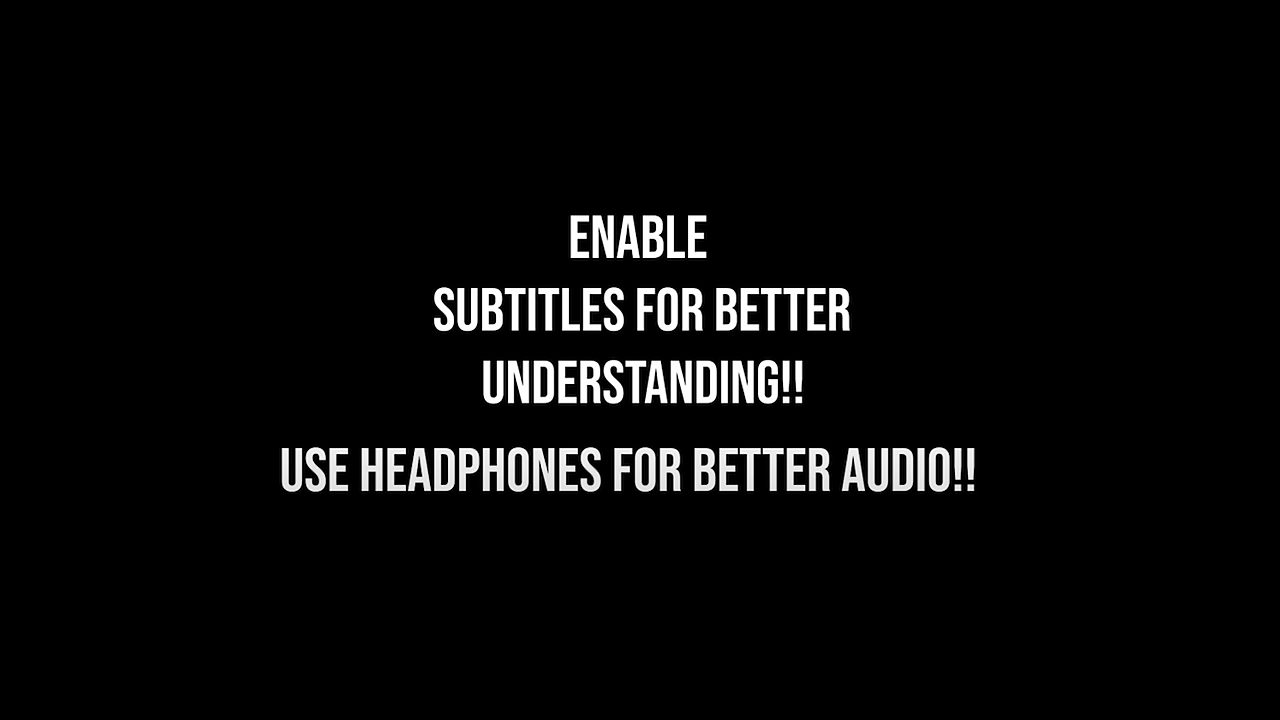 ENABLE
SUBTITLES FOR BETTER
UNDERSTANDING!!
USE HEADPHONES FOR BETTER AUDIO!!